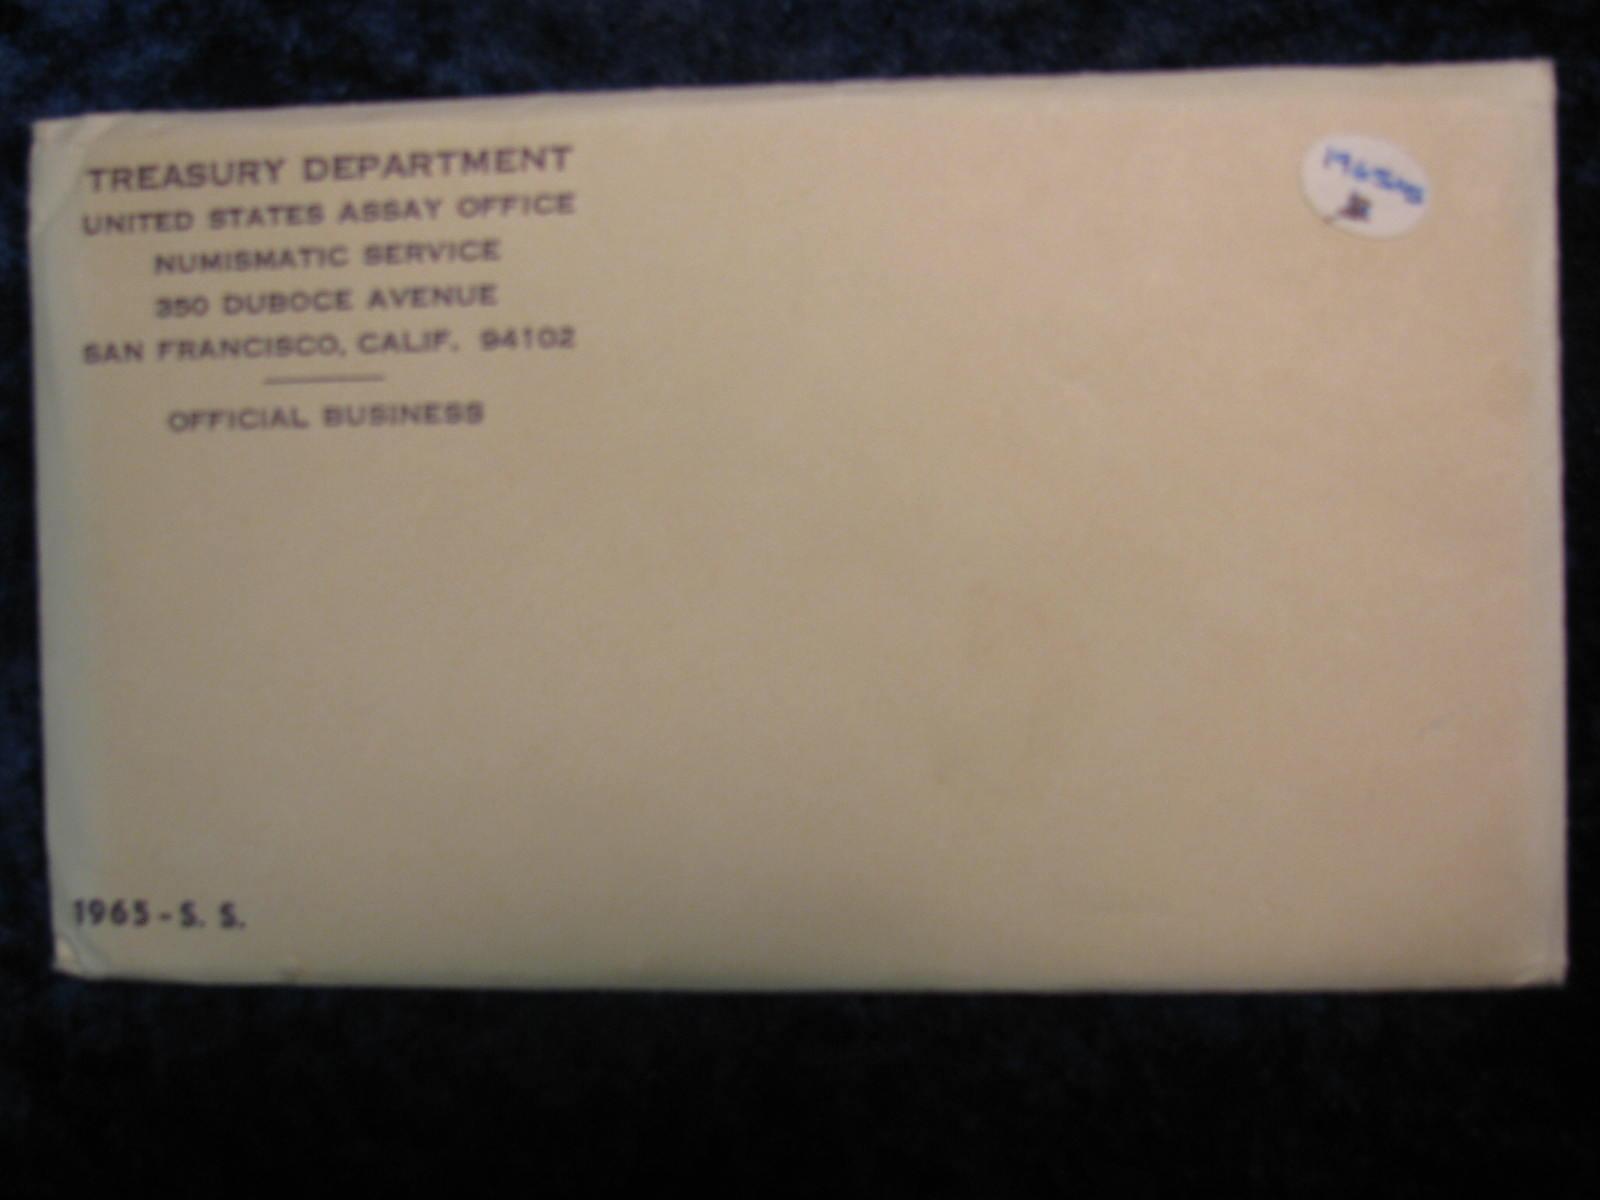 TREASURY DEPARTMENT
UNITED STATES ASSAY OFFICE
NUMISMATIC SERVICE
350 DUBOCE AVENUE
SAN FRANCISCO, CALIF. 94102
OFFICIAL BUSINESS
1965 - S. S.